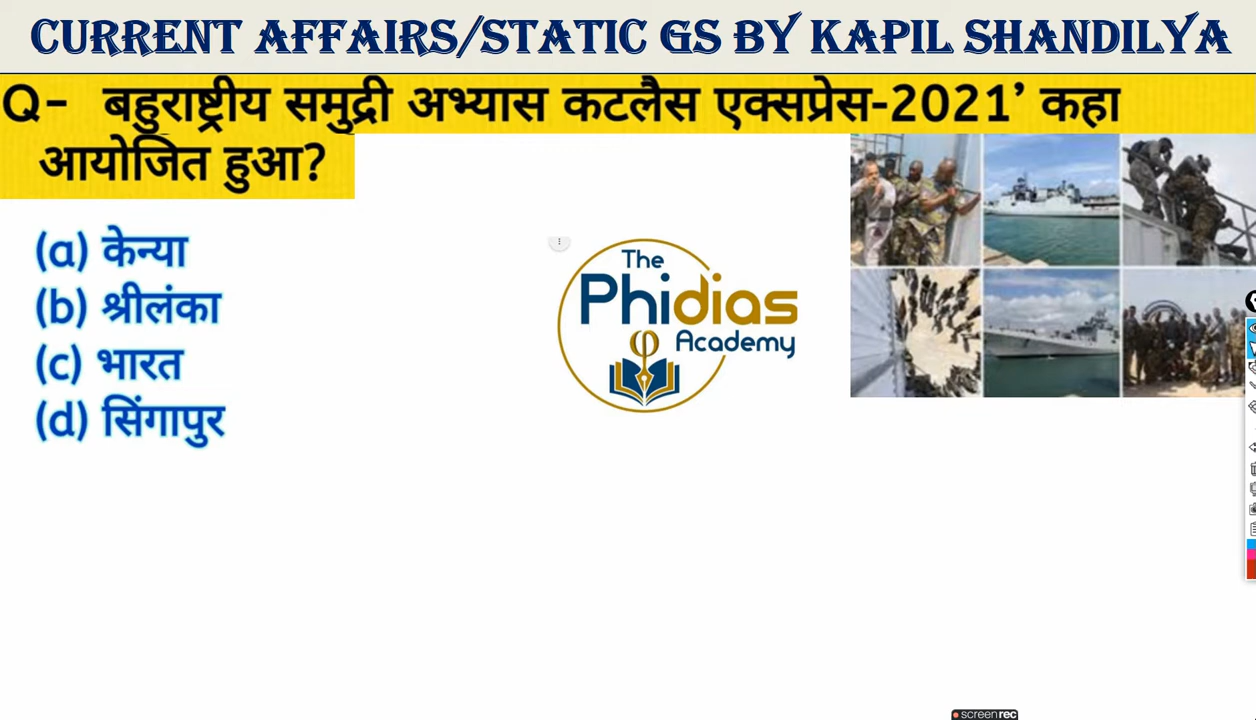 CURRENT AFFAIRS/STATIC GS BY KAPIL SHANDILYA
Q- बहुराष्ट्रीय समुद्री अभ्यास कटलैस एक्सप्रेस-2021’ कहा
आयोजित हुआ?
(a) केन्या
(b) श्रीलंका
(c) भारत
(d) सिंगापुर
The
Phidias
φ Academy
screenrec